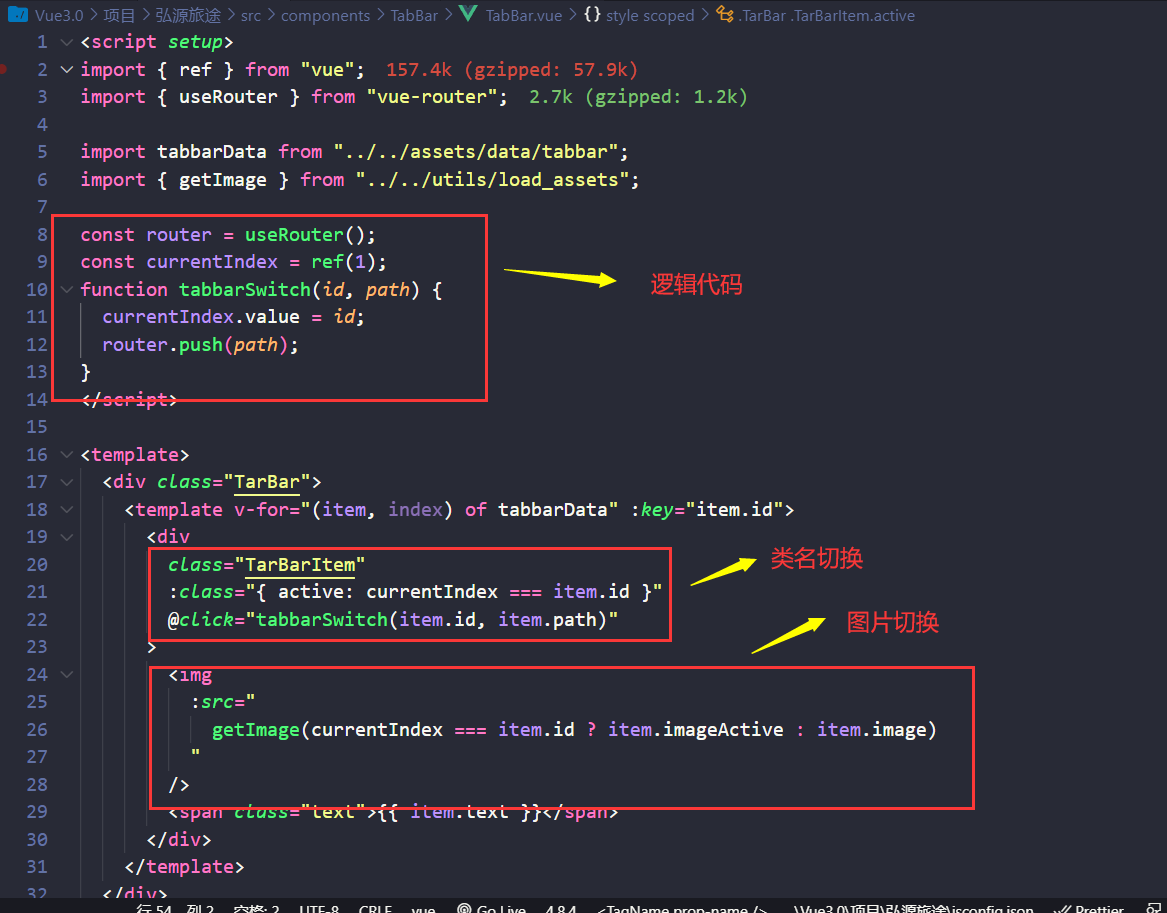 Vue3.0 > 项目 > 弘源旅途 > src > components > TabBar > TabBar.vue > {} style scoped > .TarBar .TarBarItem.active
1 <script setup>
2 import { ref } from "vue"; 157.4k (gzipped: 57.9k)
3 import { useRouter } from "vue-router"; 2.7k (gzipped: 1.2k)
4
5 import tabbarData from "../../assets/data/tabbar";
6 import { getImage } from "../../utils/load_assets";
7
8 const router = useRouter();
9 const currentIndex = ref(1);
10 function tabbarSwitch(id, path) {
逻辑代码
11 currentIndex.value = id;
12 router.push(path);
13 }
14 </script>
15
16 <template>
17 <div class="TarBar">
18 <template v-for="(item, index) of tabbarData" :key="item.id">
19 <div
类名切换
20 class="TarBarItem"
21 :class="{ active: currentIndex === item.id }"
22 @click="tabbarSwitch(item.id, item.path)"
图片切换
23 >
24 <img
25 :src="
26 getImage(currentIndex === item.id ? item.imageActive : item.image)
27 "
28 />
29 <span class="text">{{ item.text }}</span>
30 </div>
31 </template>
32 </div>
行 54, 列 2 空格: 2 UTF-8 CRLF vue Go Live 4.8.4 <TagName prop-name /> ..\Vue3.0\项目\弘源旅途\jsconfig.json Prettier